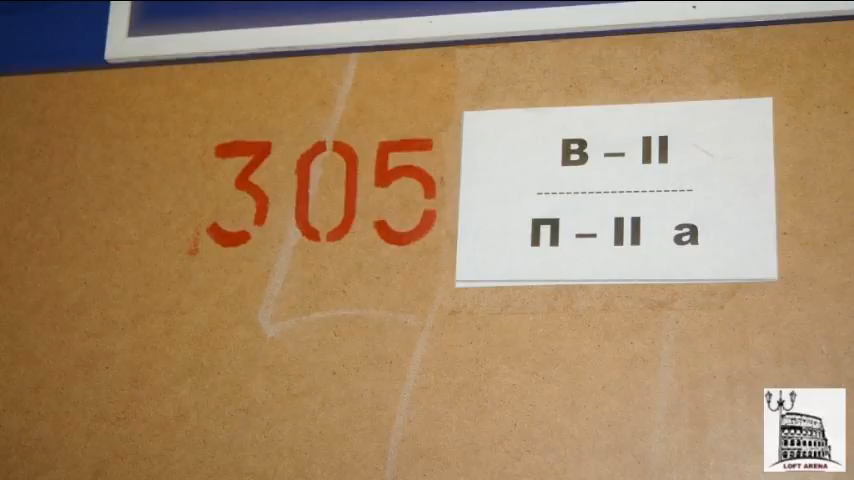 305
В – II
П – II а
LOFT ARENA